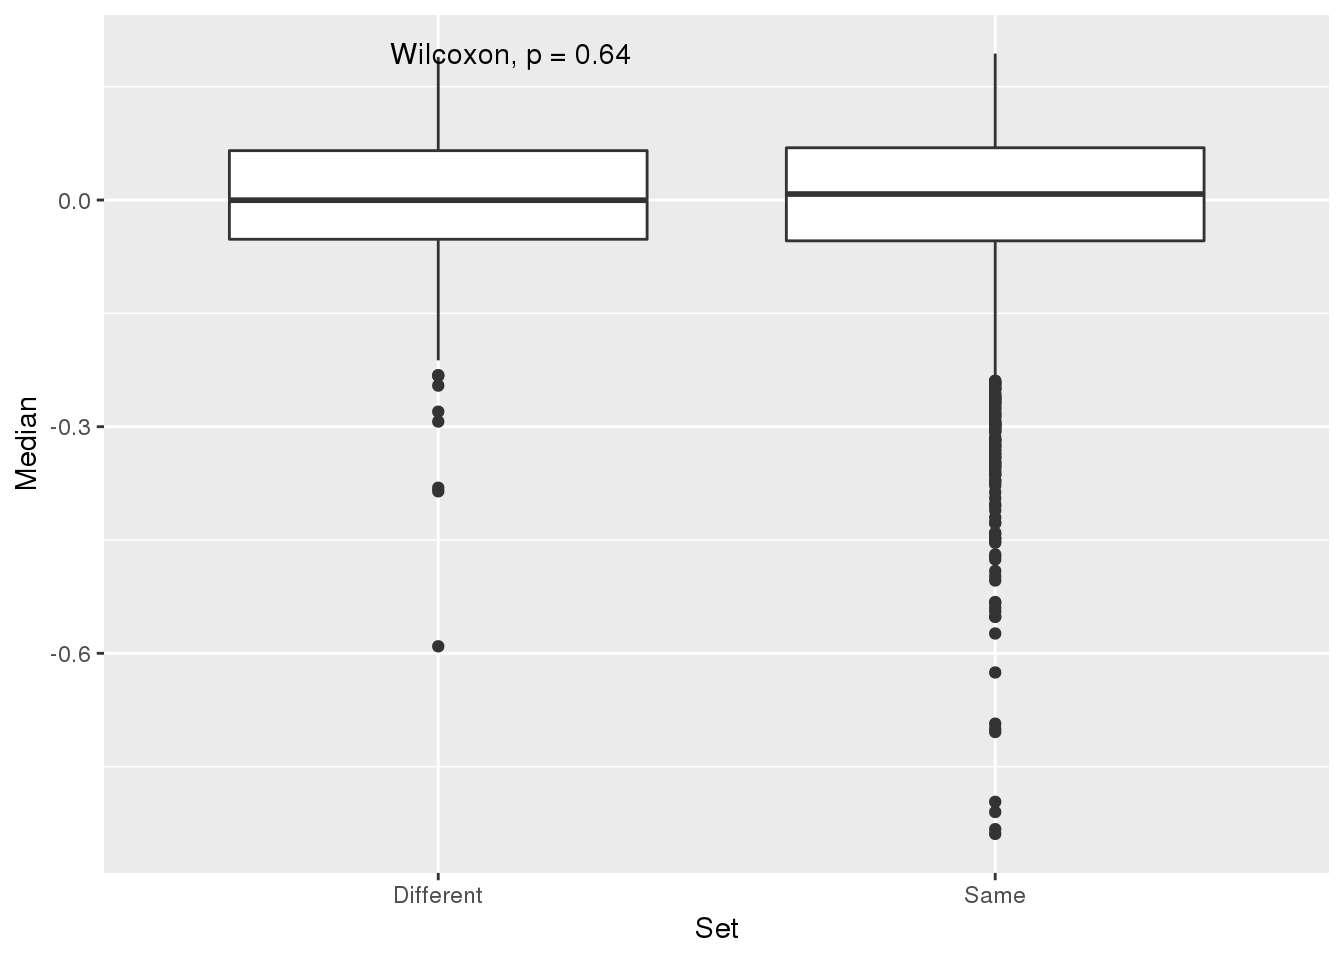 Wilcoxon, p = 0.64
0.0
-0.3
-0.6
Median
Different
Same
Set